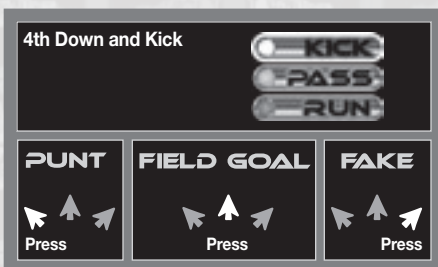 4th Down and Kick
KICK
PASS
RUN
PUNT
FIELD GOAL
FAKE
Press
Press
Press